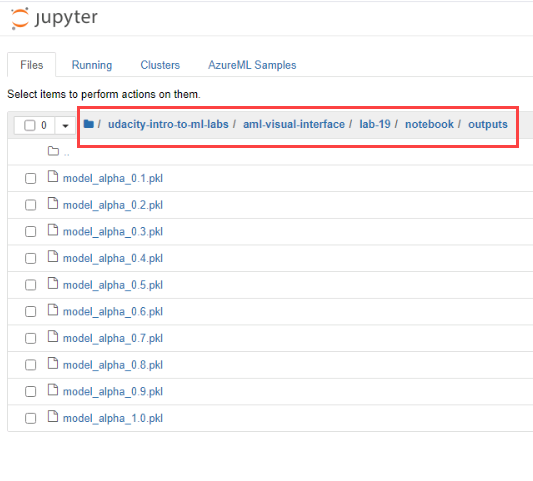 jupyter
Files Running Clusters AzureML Samples
Select items to perform actions on them.
0 / udacity-intro-to-ml-labs / aml-visual-interface / lab-19 / notebook / outputs
..
model_alpha_0.1.pkl
model_alpha_0.2.pkl
model_alpha_0.3.pkl
model_alpha_0.4.pkl
model_alpha_0.5.pkl
model_alpha_0.6.pkl
model_alpha_0.7.pkl
model_alpha_0.8.pkl
model_alpha_0.9.pkl
model_alpha_1.0.pkl